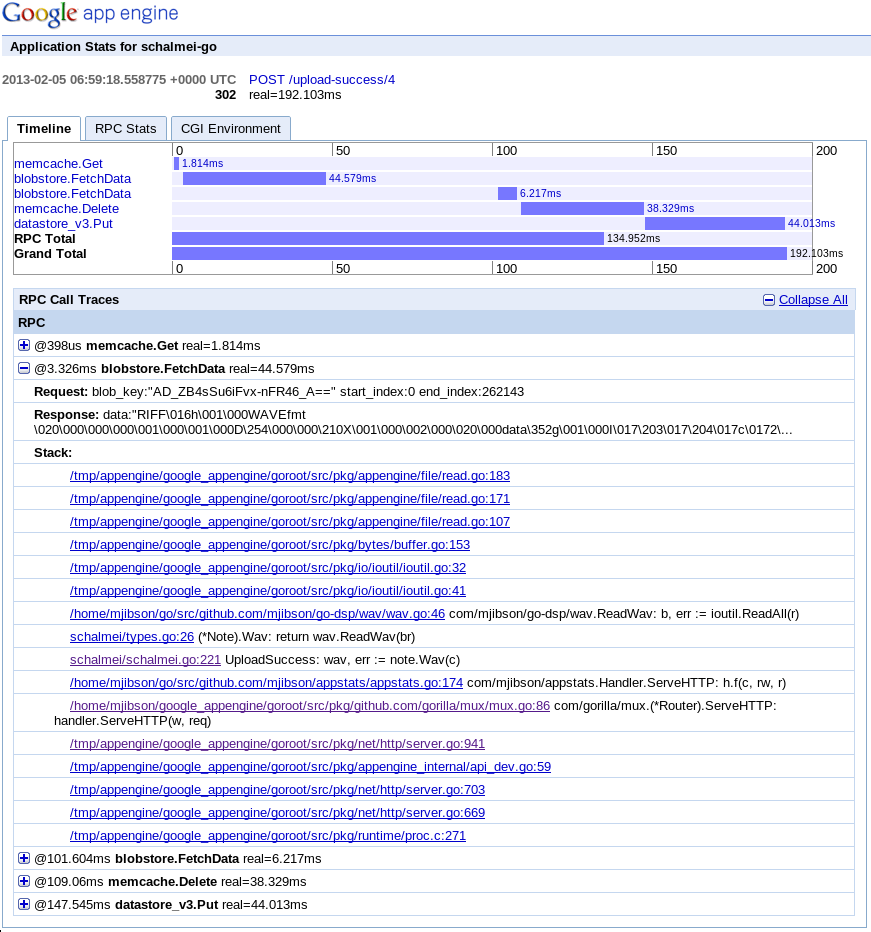 Google app engine
Application Stats for schalmei-go
2013-02-05 06:59:18.558775 +0000 UTC POST /upload-success/4
302 real=192.103ms
Timeline RPC Stats CGI Environment
0 50 100 150 200
memcache.Get 1.814ms
blobstore.FetchData 44.579ms
blobstore.FetchData 6.217ms
memcache.Delete 38.329ms
datastore_v3.Put 44.013ms
RPC Total 134.952ms
Grand Total 192.103ms
0 50 100 150 200
RPC Call Traces Collapse All
RPC
@398us memcache.Get real=1.814ms
@3.326ms blobstore.FetchData real=44.579ms
Request: blob_key:"AD_ZB4sSu6iFvx-nFR46_A==" start_index:0 end_index:262143
Response: data:"RIFF\016h\001\000WAVEfmt
\020\000\000\000\001\000\001\000D\254\000\000\210X\001\000\002\000\020\000data\352g\001\000I\017\203\017\204\017c\0172\...
Stack:
/tmp/appengine/google_appengine/goroot/src/pkg/appengine/file/read.go:183
/tmp/appengine/google_appengine/goroot/src/pkg/appengine/file/read.go:171
/tmp/appengine/google_appengine/goroot/src/pkg/appengine/file/read.go:107
/tmp/appengine/google_appengine/goroot/src/pkg/bytes/buffer.go:153
/tmp/appengine/google_appengine/goroot/src/pkg/io/ioutil/ioutil.go:32
/tmp/appengine/google_appengine/goroot/src/pkg/io/ioutil/ioutil.go:41
/home/mjibson/go/src/github.com/mjibson/go-dsp/wav/wav.go:46 com/mjibson/go-dsp/wav.ReadWav: b, err := ioutil.ReadAll(r)
schalmei/types.go:26 (*Note).Wav: return wav.ReadWav(br)
schalmei/schalmei.go:221 UploadSuccess: wav, err := note.Wav(c)
/home/mjibson/go/src/github.com/mjibson/appstats/appstats.go:174 com/mjibson/appstats.Handler.ServeHTTP: h.f(c, rw, r)
/home/mjibson/google_appengine/goroot/src/pkg/github.com/gorilla/mux/mux.go:86 com/gorilla/mux.(*Router).ServeHTTP:
handler.ServeHTTP(w, req)
/tmp/appengine/google_appengine/goroot/src/pkg/net/http/server.go:941
/tmp/appengine/google_appengine/goroot/src/pkg/appengine_internal/api_dev.go:59
/tmp/appengine/google_appengine/goroot/src/pkg/net/http/server.go:703
/tmp/appengine/google_appengine/goroot/src/pkg/net/http/server.go:669
/tmp/appengine/google_appengine/goroot/src/pkg/runtime/proc.c:271
@101.604ms blobstore.FetchData real=6.217ms
@109.06ms memcache.Delete real=38.329ms
@147.545ms datastore_v3.Put real=44.013ms